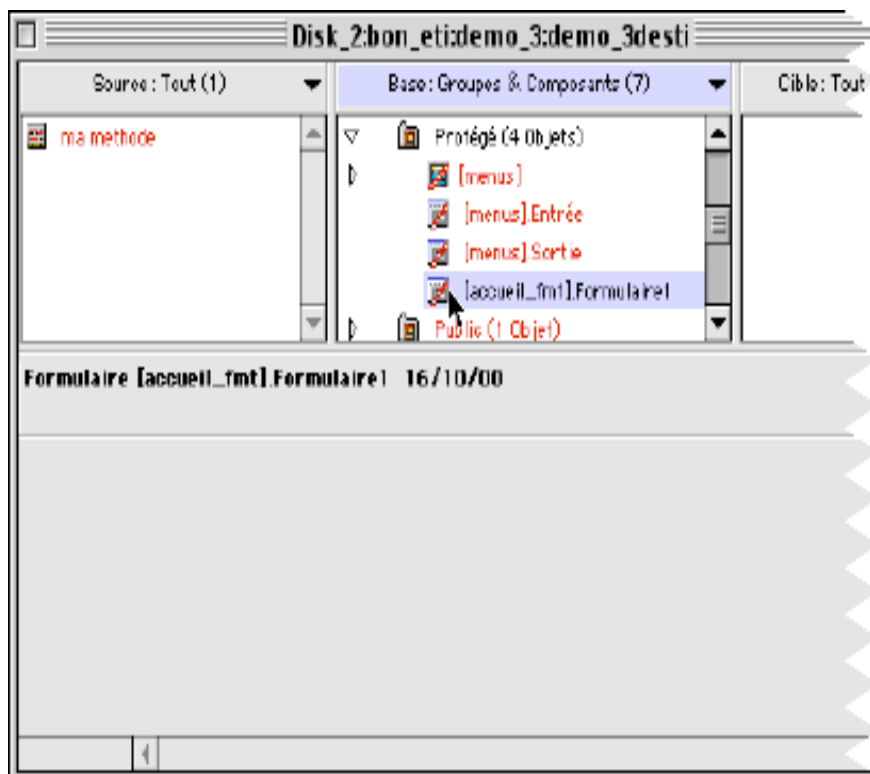 Disk_2:bon_eti:demo_3:demo_3desti
Source : Tout (1)
Base : Groupes & Composants (7)
Cible : Tout
ma methode
Protégé (4 Objets)
[menus]
[menus].Entrée
[menus].Sortie
[accueil_fmt].Formulaire1
Public (1 Objet)
Formulaire [accueil_fmt].Formulaire1 16/10/00